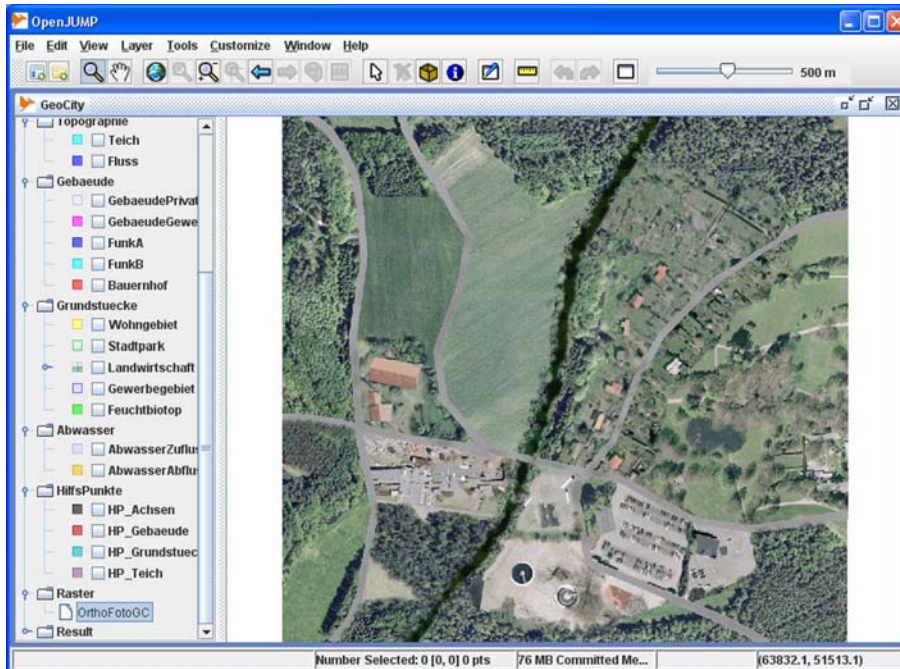 OpenJUMP
File Edit View Layer Tools Customize Window Help
500 m
GeoCity
Topographie
Teich
Fluss
Gebaeude
GebaeudePrivat
GebaeudeGewe
FunkA
FunkB
Bauernhof
Grundstuecke
Wohngebiet
Stadtpark
Landwirtschaft
Gewerbegebiet
Feuchtbiotop
Abwasser
AbwasserZuflus
AbwasserAbflu
HilfsPunkte
HP_Achsen
HP_Gebaeude
HP_Grundstuec
HP_Teich
Raster
OrthoFotoGC
Result
Number Selected: 0 [0, 0] 0 pts 76 MB Committed Me... (63832.1, 51513.1)